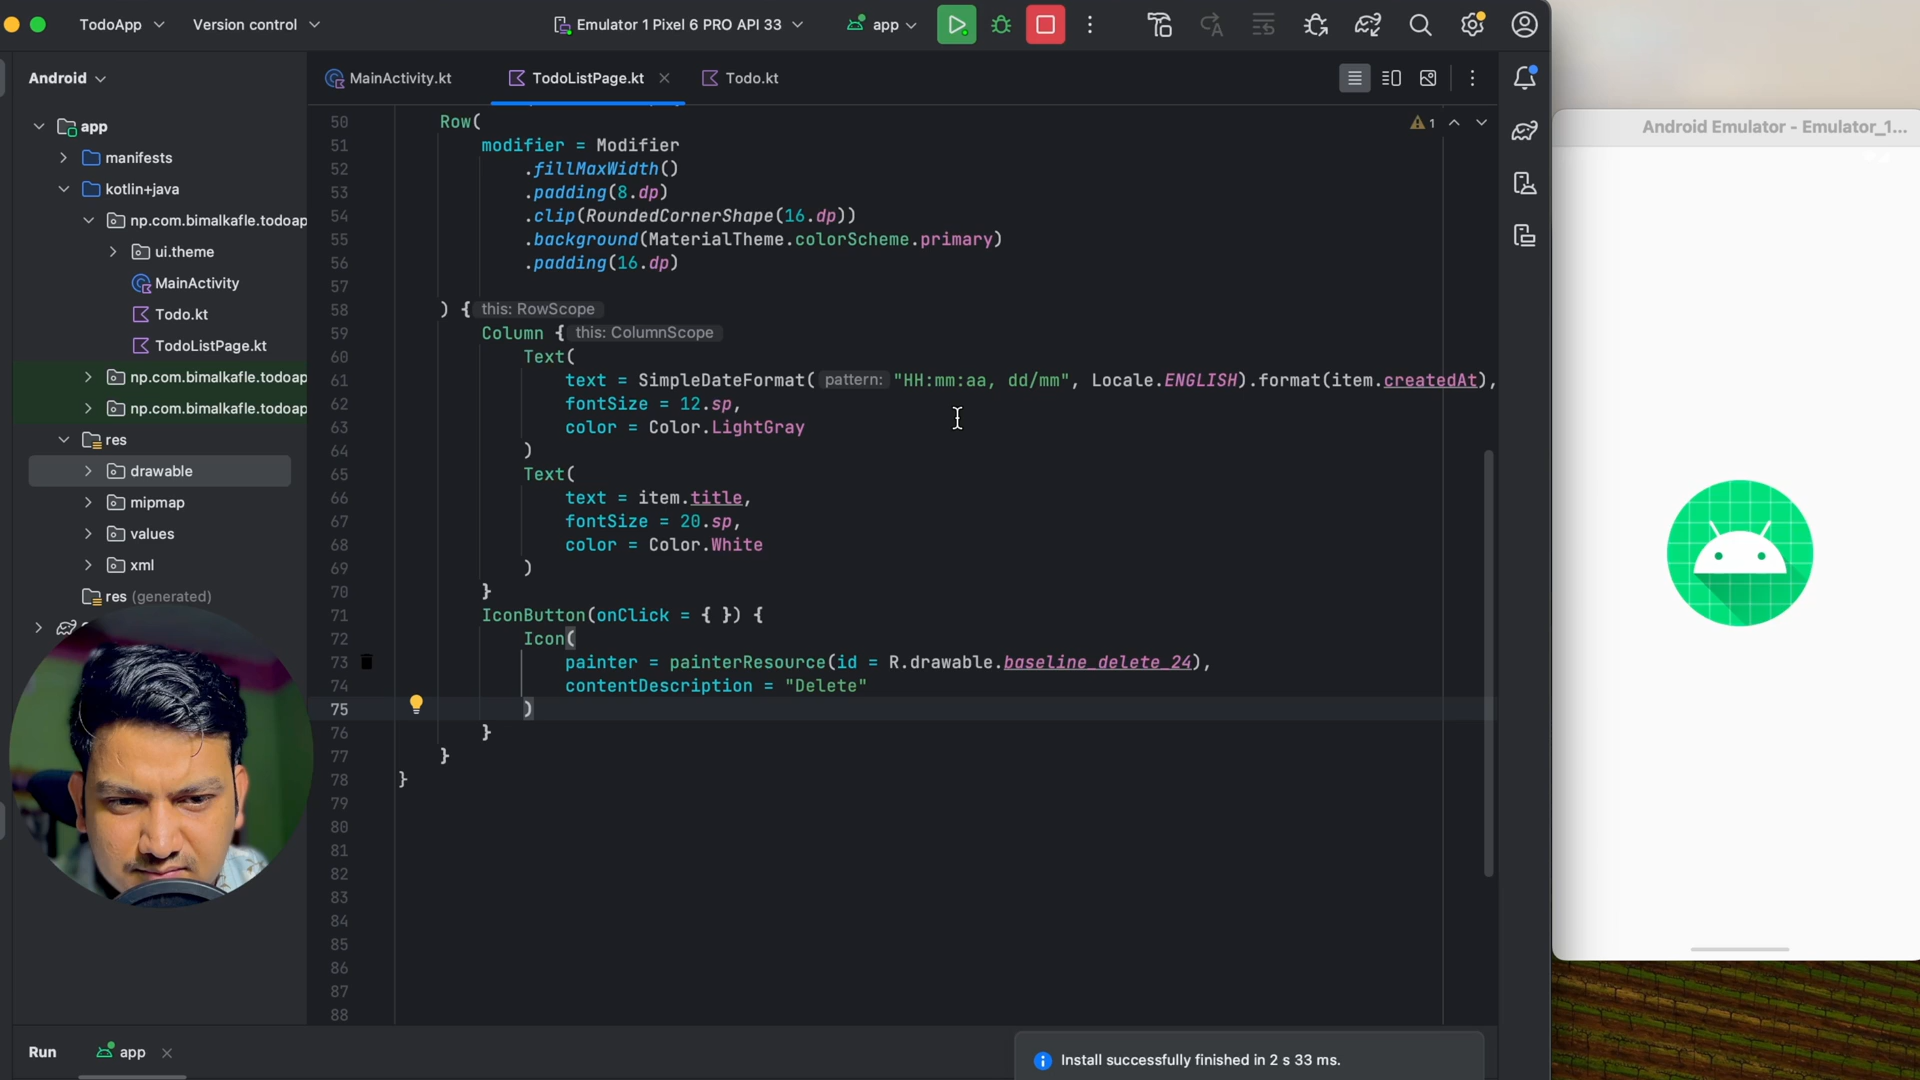 TodoApp
Version control
Emulator 1 Pixel 6 PRO API 33
app
Android
MainActivity.kt
TodoListPage.kt
Todo.kt
app
manifests
kotlin+java
np.com.bimalkafle.todoap
ui.theme
MainActivity
Todo.kt
TodoListPage.kt
np.com.bimalkafle.todoap
np.com.bimalkafle.todoap
res
drawable
mipmap
values
xml
res (generated)
1
50 Row(
51 modifier = Modifier
52 .fillMaxWidth()
53 .padding(8.dp)
54 .clip(RoundedCornerShape(16.dp))
55 .background(MaterialTheme.colorScheme.primary)
56 .padding(16.dp)
57
58 ) { this: RowScope
59 Column { this: ColumnScope
60 Text(
61 text = SimpleDateFormat( pattern: "HH:mm:aa, dd/mm", Locale.ENGLISH).format(item.createdAt),
62 fontSize = 12.sp,
63 color = Color.LightGray
64 )
65 Text(
66 text = item.title,
67 fontSize = 20.sp,
68 color = Color.White
69 )
70 }
71 IconButton(onClick = { }) {
72 Icon(
73 painter = painterResource(id = R.drawable.baseline_delete_24),
74 contentDescription = "Delete"
75 )
76 }
77 }
78 }
79
80
81
82
83
84
85
86
87
88
Android Emulator - Emulator_1...
Run
app
Install successfully finished in 2 s 33 ms.